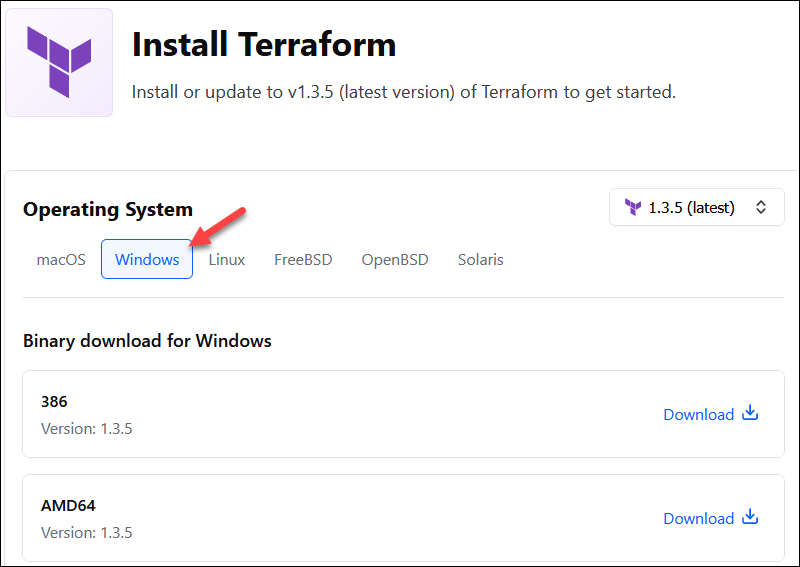 Install Terraform
Install or update to v1.3.5 (latest version) of Terraform to get started.
Operating System
1.3.5 (latest)
macOS Windows Linux FreeBSD OpenBSD Solaris
Binary download for Windows
386
Version: 1.3.5
Download
AMD64
Version: 1.3.5
Download